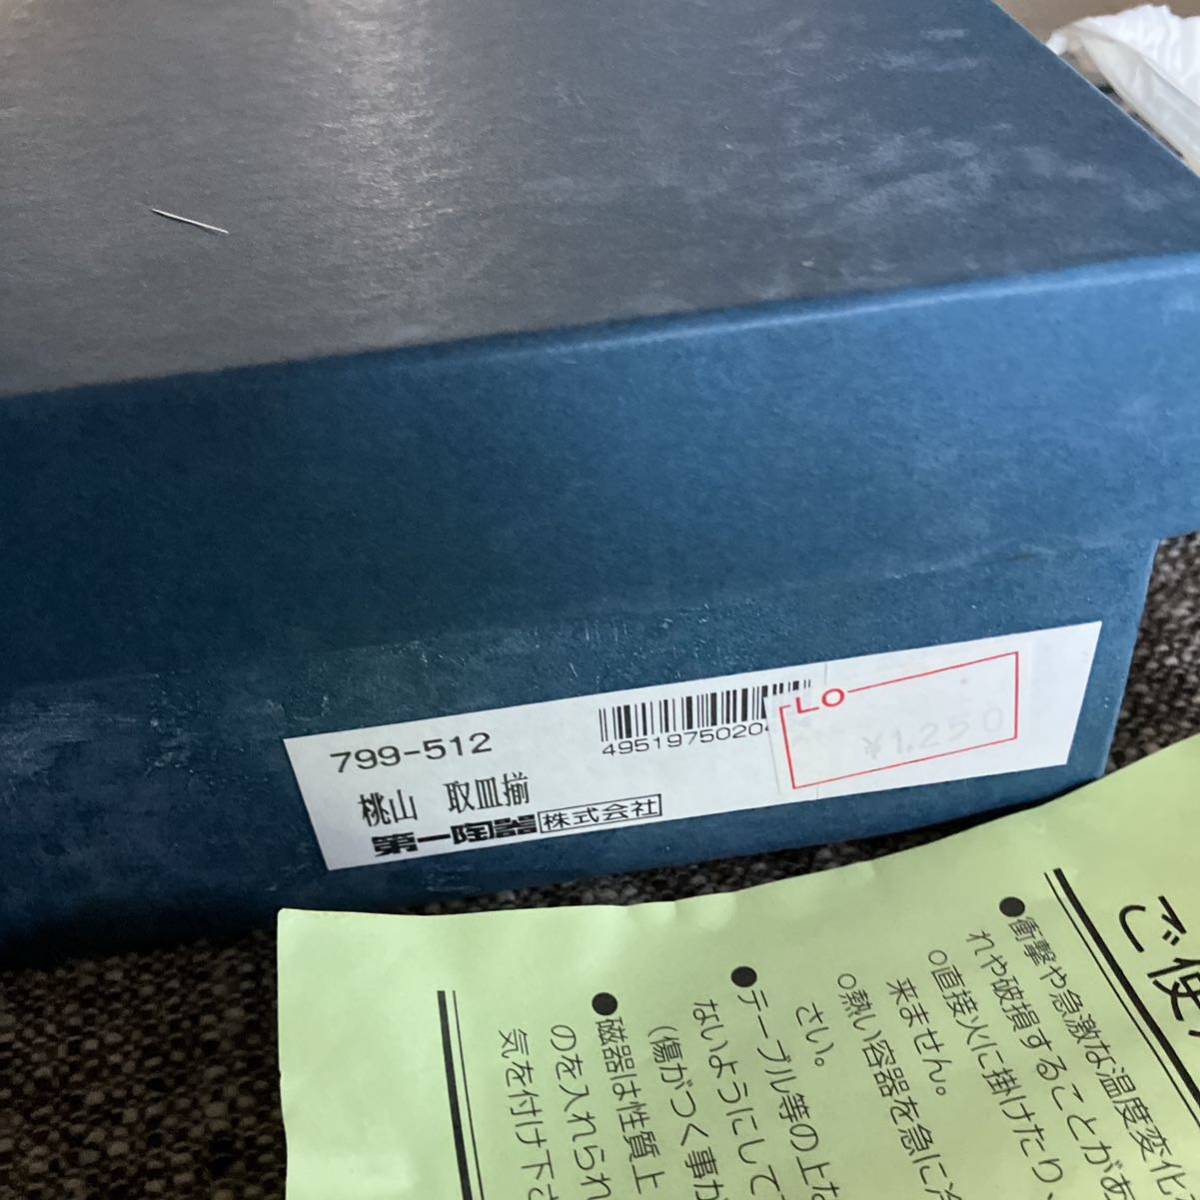 799-512
桃山 取皿揃
第一陶器株式会社
4951975020
LO
¥1,250
ご使
●衝撃や急激な温度変化
れや破損することがあ
○直接火に掛けたり
来ません。
○熱い容器を急に冷
さい。
●テーブル等の上
ないようにして
(傷がつく事が
●磁器は性質上
のを入れられ
気を付け下さ